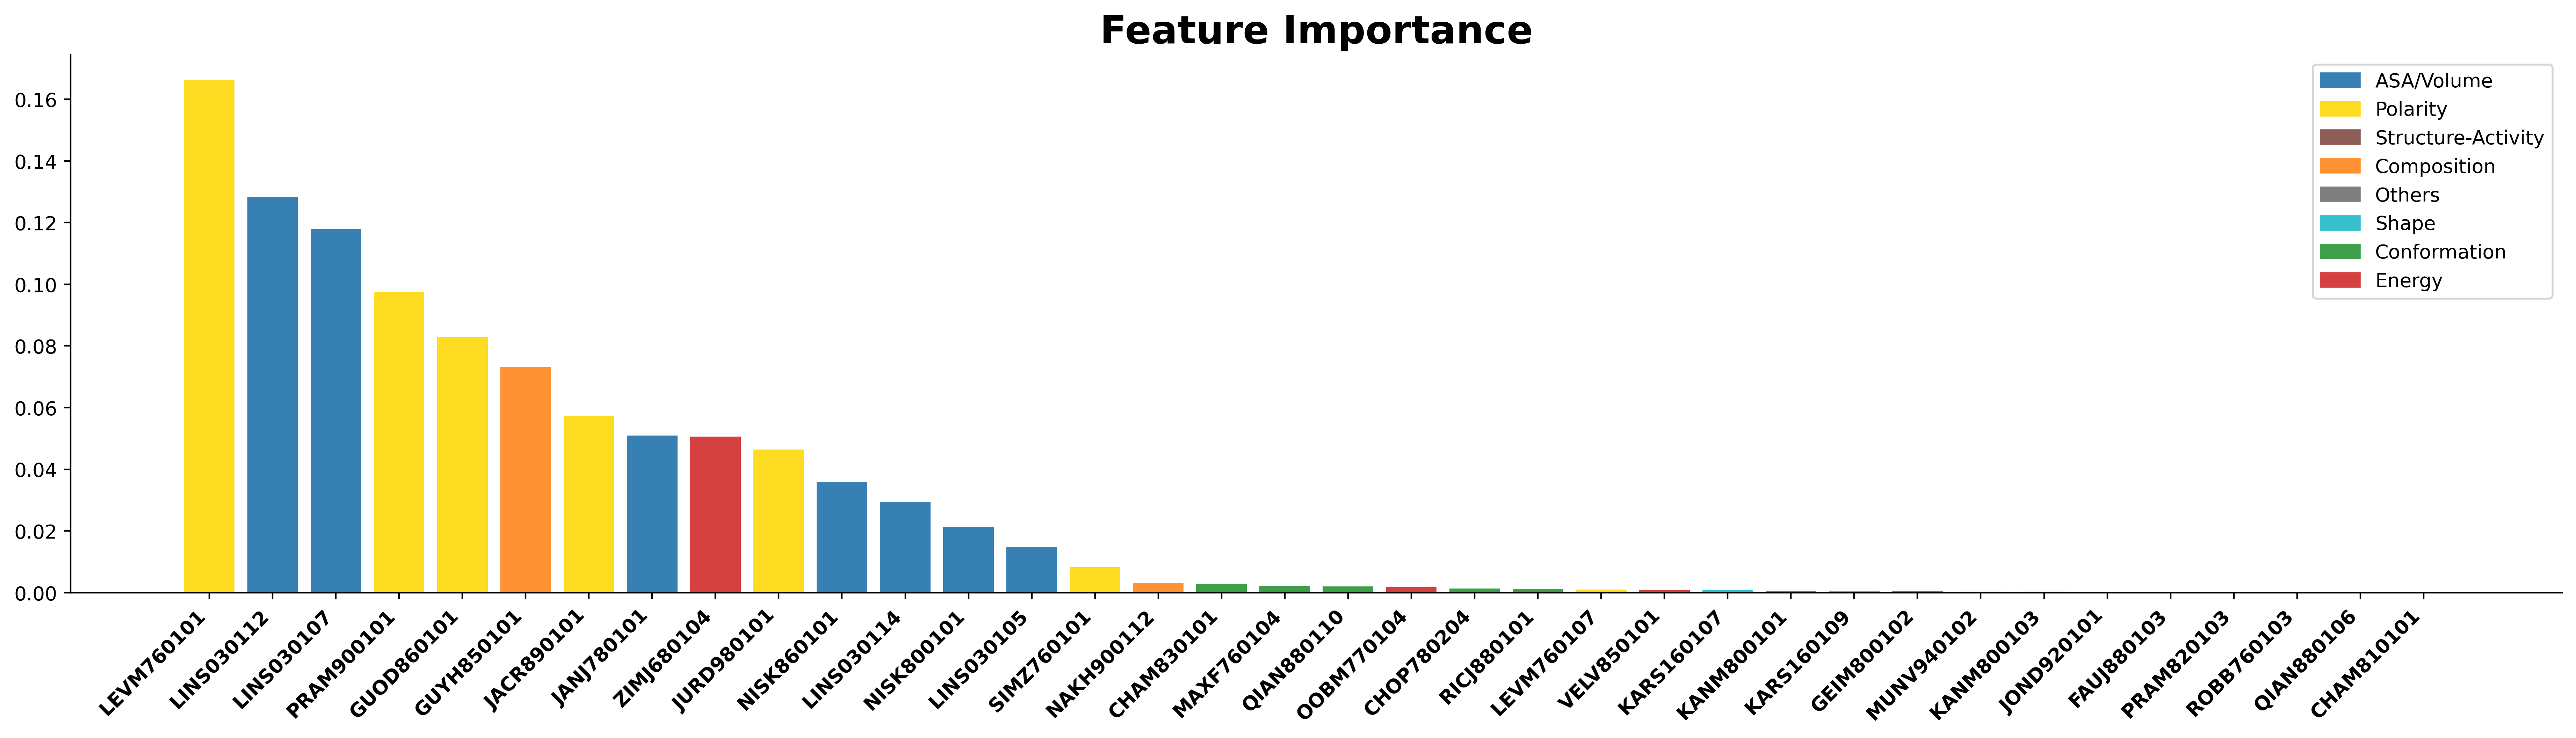 Feature Importance
0.16
0.14
0.12
0.10
0.08
0.06
0.04
0.02
0.00
ASA/Volume
Polarity
Structure-Activity
Composition
Others
Shape
Conformation
Energy
LEVM760101
LINS030112
LINS030107
PRAM900101
GUOD860101
GUYH850101
JACR890101
JANJ780101
ZIMJ680104
JURD980101
NISK860101
LINS030114
NISK800101
LINS030105
SIMZ760101
NAKH900112
CHAM830101
MAXF760104
QIAN880110
OOBM770104
CHOP780204
RICJ880101
LEVM760107
VELV850101
KARS160107
KANM800101
KARS160109
GEIM800102
MUNV940102
KANM800103
JOND920101
FAUJ880103
PRAM820103
ROBB760103
QIAN880106
CHAM810101